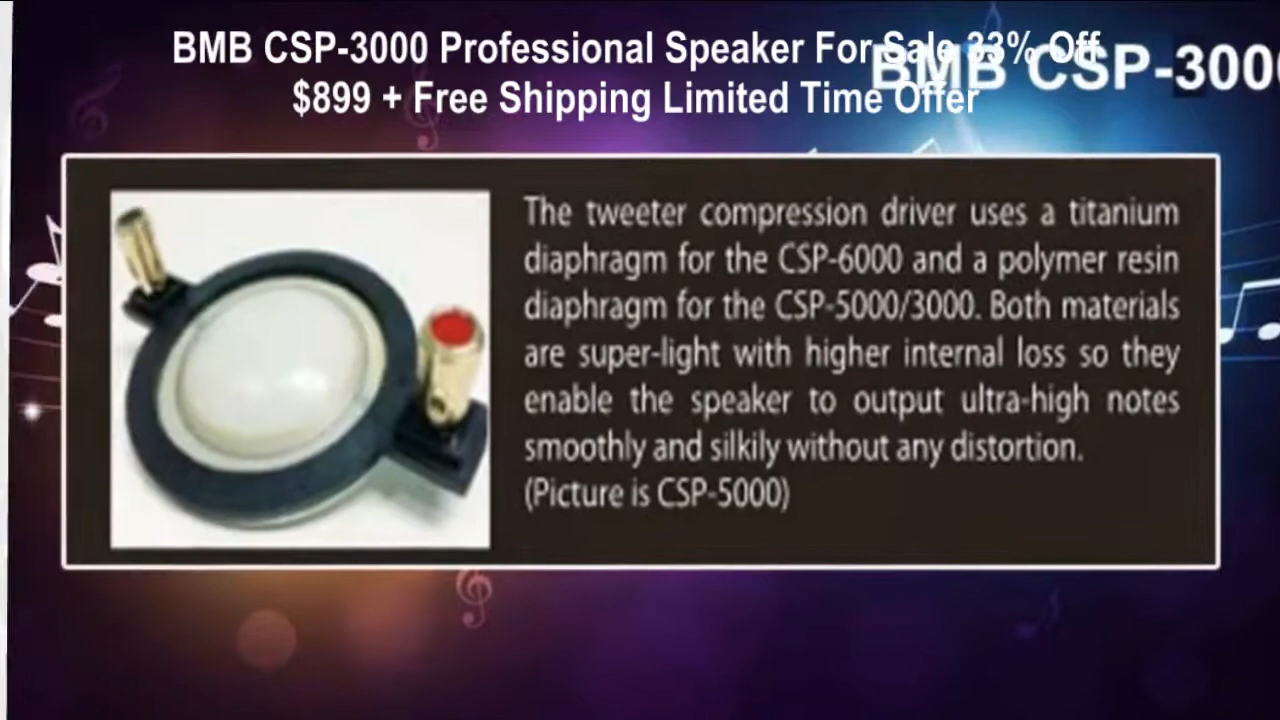 BMB CSP-3000 Professional Speaker For Sale 33% Off
$899 + Free Shipping Limited Time Offer
BMB CSP-300
The tweeter compression driver uses a titanium
diaphragm for the CSP-6000 and a polymer resin
diaphragm for the CSP-5000/3000. Both materials
are super-light with higher internal loss so they
enable the speaker to output ultra-high notes
smoothly and silkily without any distortion.
(Picture is CSP-5000)